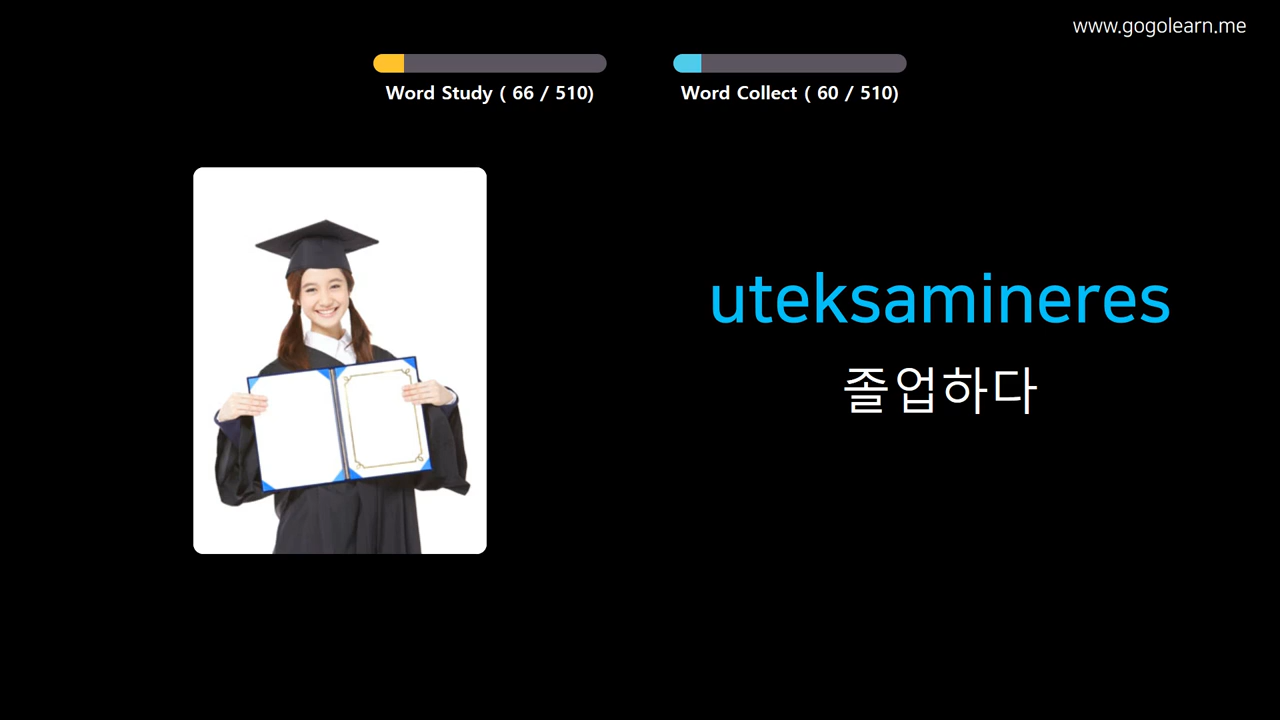 www.gogolearn.me
Word Study ( 66 / 510)
Word Collect ( 60 / 510)
uteksamineres
졸업하다